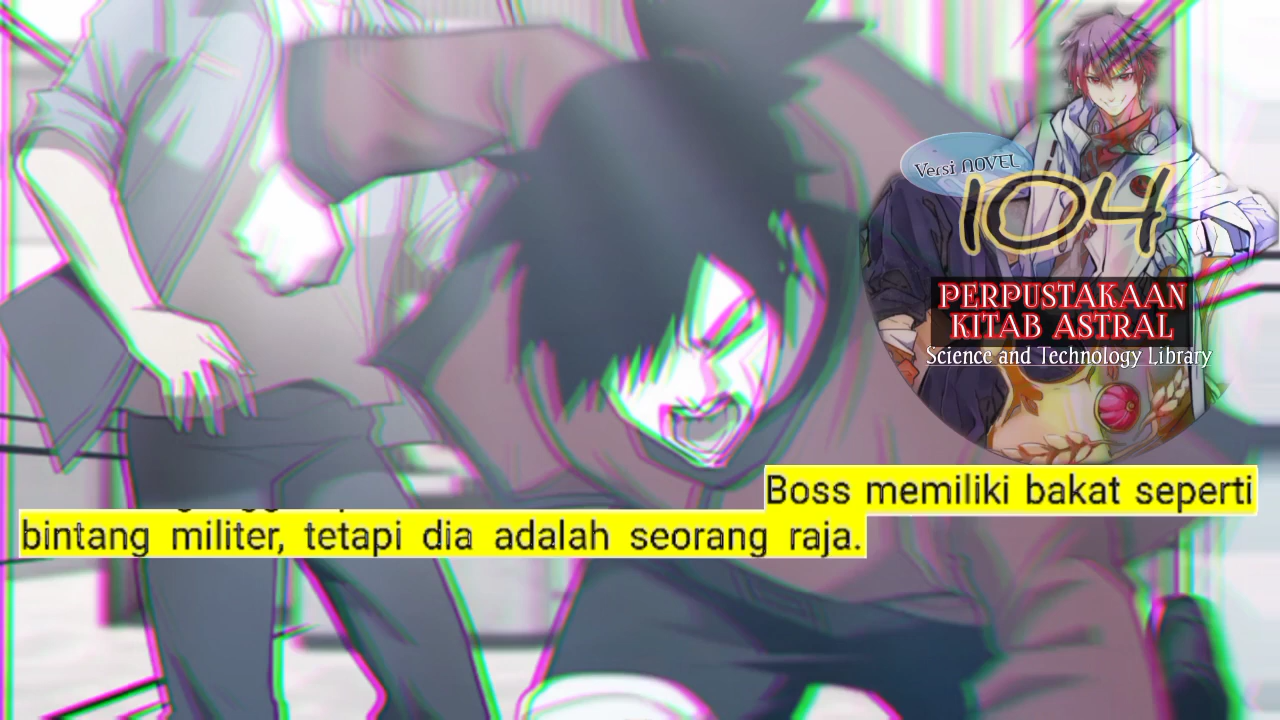 Versi NOVEL
104
PERPUSTAKAAN
KITAB ASTRAL
Science and Technology Library
Boss memiliki bakat seperti
bintang militer, tetapi dia adalah seorang raja.